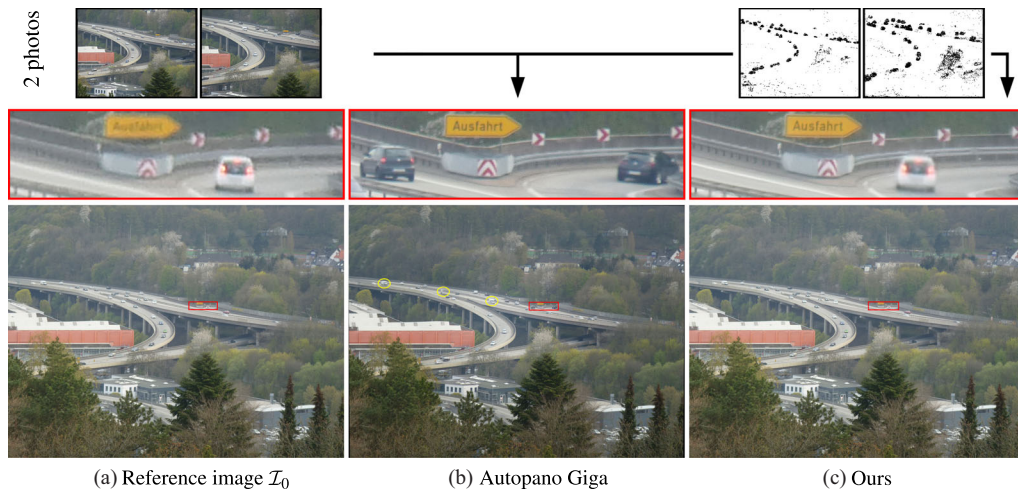 2 photos
Ausfahrt
Ausfahrt
Ausfahrt
(a) Reference image I₀
(b) Autopano Giga
(c) Ours